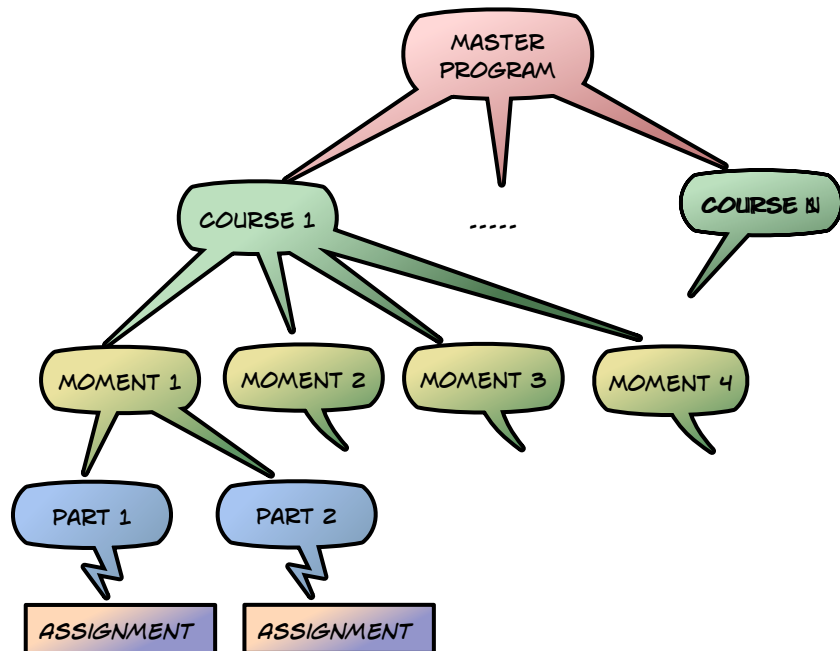 MASTER
PROGRAM
COURSE 1
.....
COURSE N
MOMENT 1
MOMENT 2
MOMENT 3
MOMENT 4
PART 1
PART 2
ASSIGNMENT
ASSIGNMENT